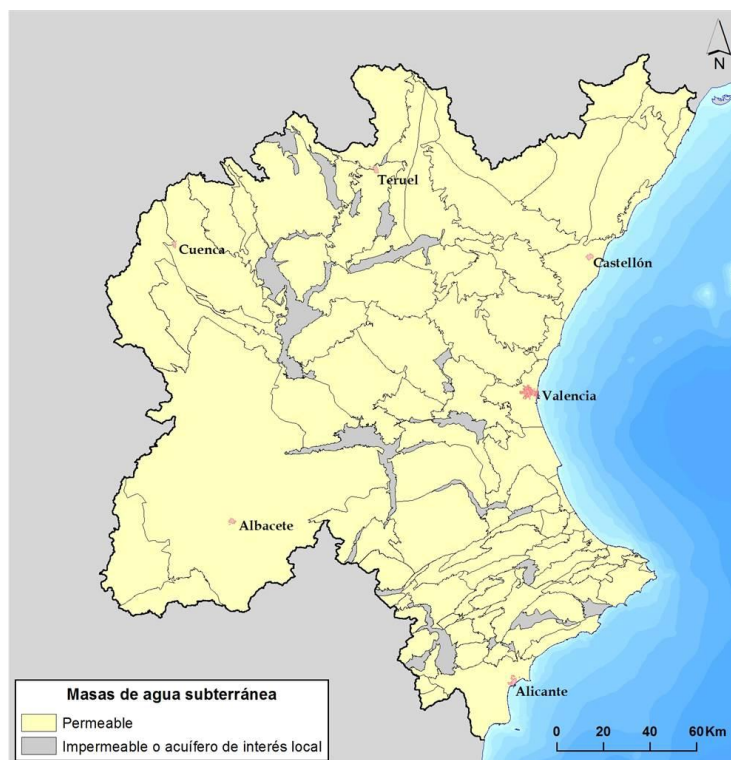 N
Teruel
Cuenca
Castellón
Valencia
Albacete
Alicante
Masas de agua subterránea
Permeable
Impermeable o acuífero de interés local
0 10 20 40 60 Km